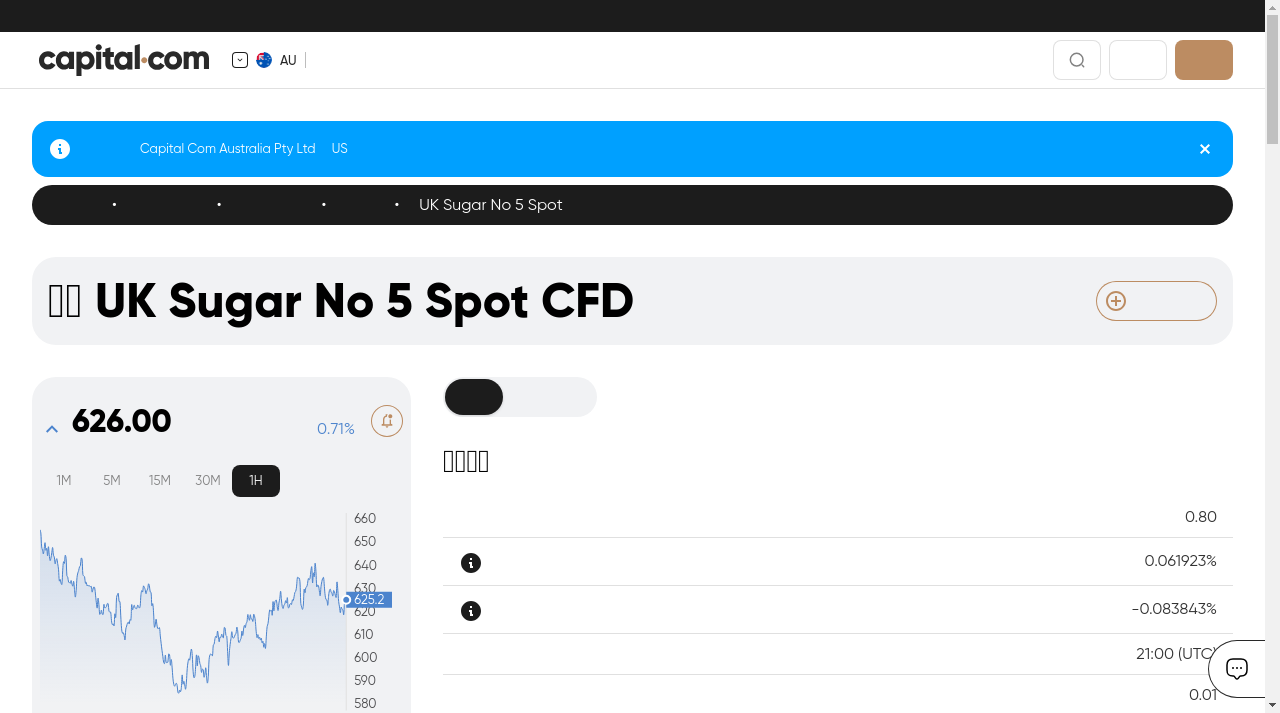 capital.com
AU
Capital Com Australia Pty Ltd US
UK Sugar No 5 Spot
UK Sugar No 5 Spot CFD
626.00
0.71%
1M 5M 15M 30M 1H
660
650
640
630
625.2
620
610
600
590
580
0.80
0.061923%
-0.083843%
21:00 (UTC)
0.01